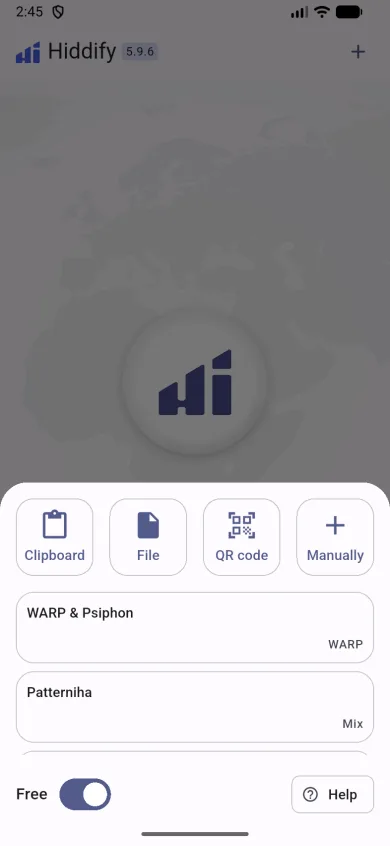 2:45
Hiddify 5.9.6
Clipboard
File
QR code
Manually
WARP & Psiphon
WARP
Patterniha
Mix
Free
Help